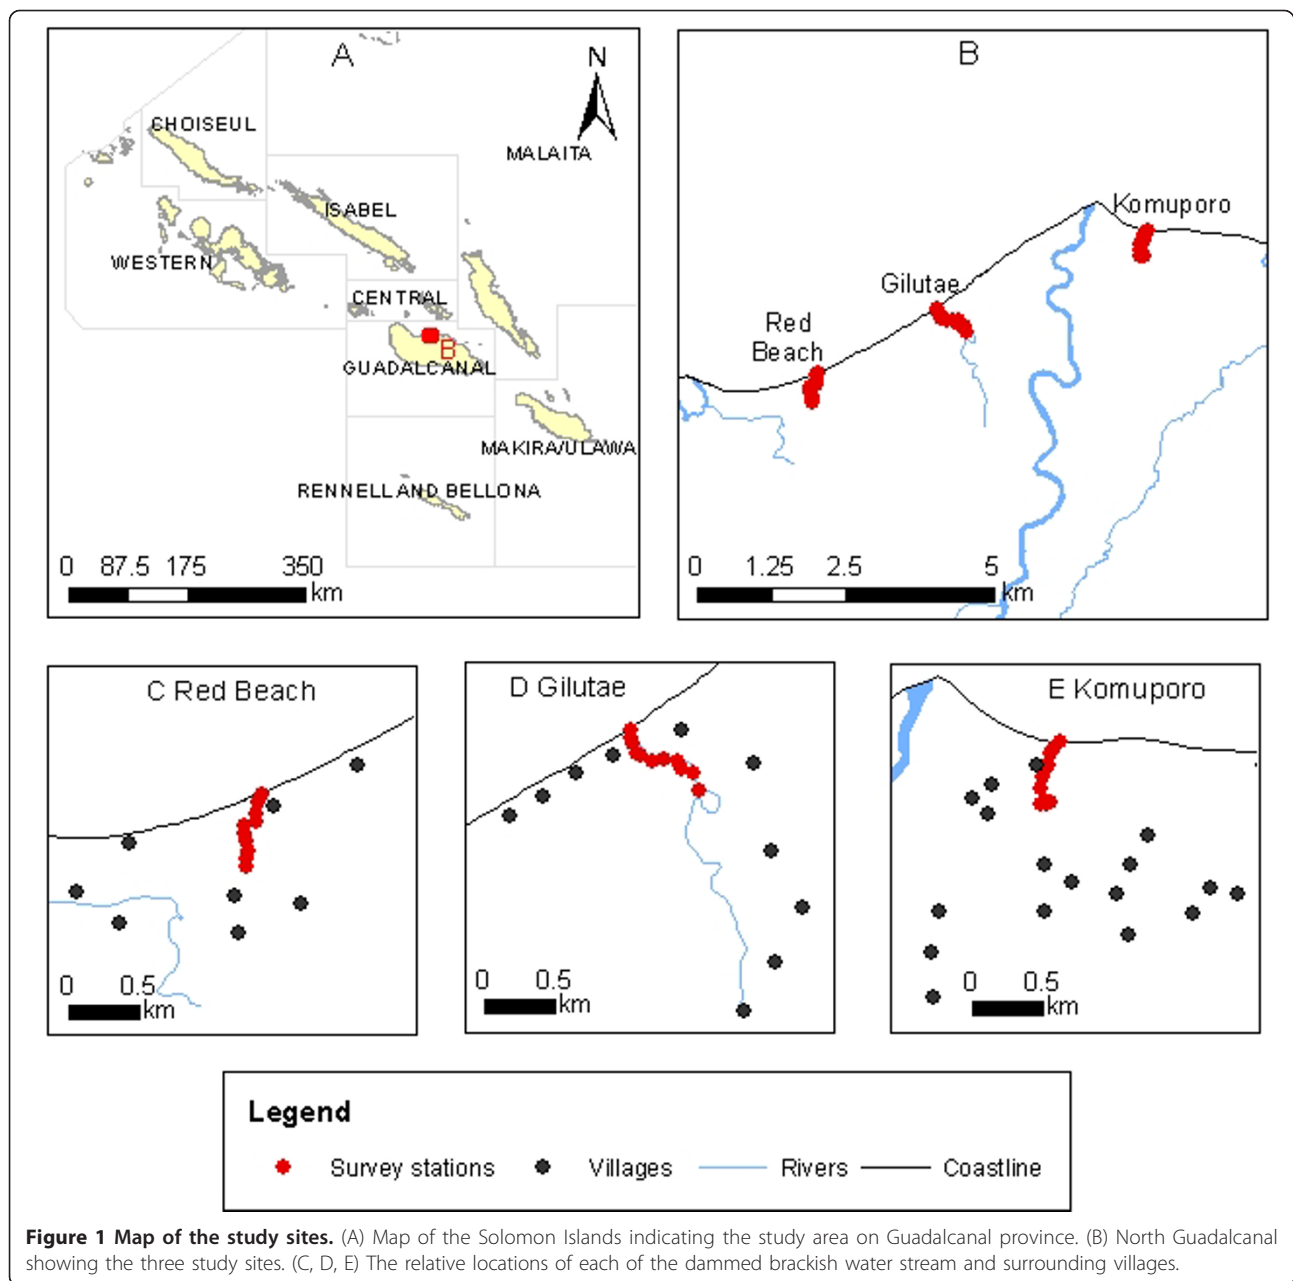 A
N
CHOISEUL
MALAITA
ISABEL
WESTERN
CENTRAL
B
GUADALCANAL
MAKIRA/ULAWA
RENNELL AND BELLONA
0 87.5 175 350
km
B
Komuporo
Gilutae
Red
Beach
0 1.25 2.5 5
km
C Red Beach
0 0.5
km
D Gilutae
0 0.5
km
E Komuporo
0 0.5
km
Legend
Survey stations Villages Rivers Coastline
Figure 1 Map of the study sites. (A) Map of the Solomon Islands indicating the study area on Guadalcanal province. (B) North Guadalcanal
showing the three study sites. (C, D, E) The relative locations of each of the dammed brackish water stream and surrounding villages.